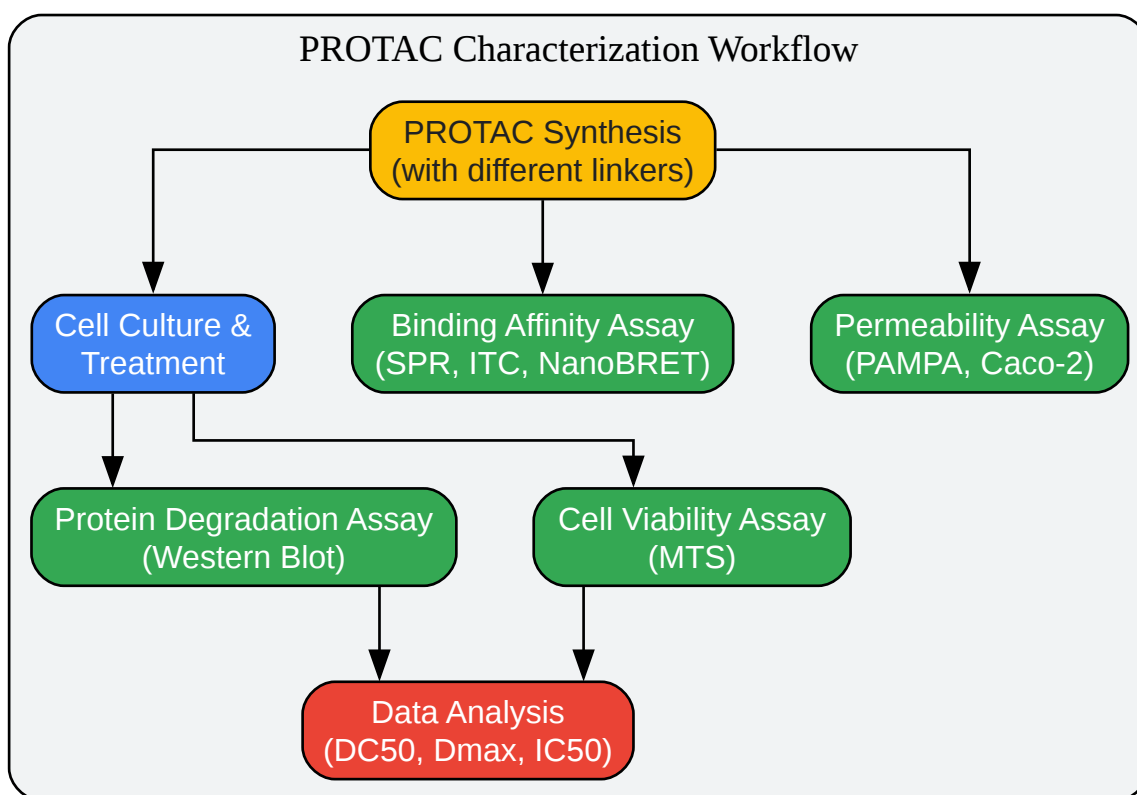 PROTAC Characterization Workflow
PROTAC Synthesis
(with different linkers)
Cell Culture &
Treatment
Binding Affinity Assay
(SPR, ITC, NanoBRET)
Permeability Assay
(PAMPA, Caco-2)
Protein Degradation Assay
(Western Blot)
Cell Viability Assay
(MTS)
Data Analysis
(DC50, Dmax, IC50)